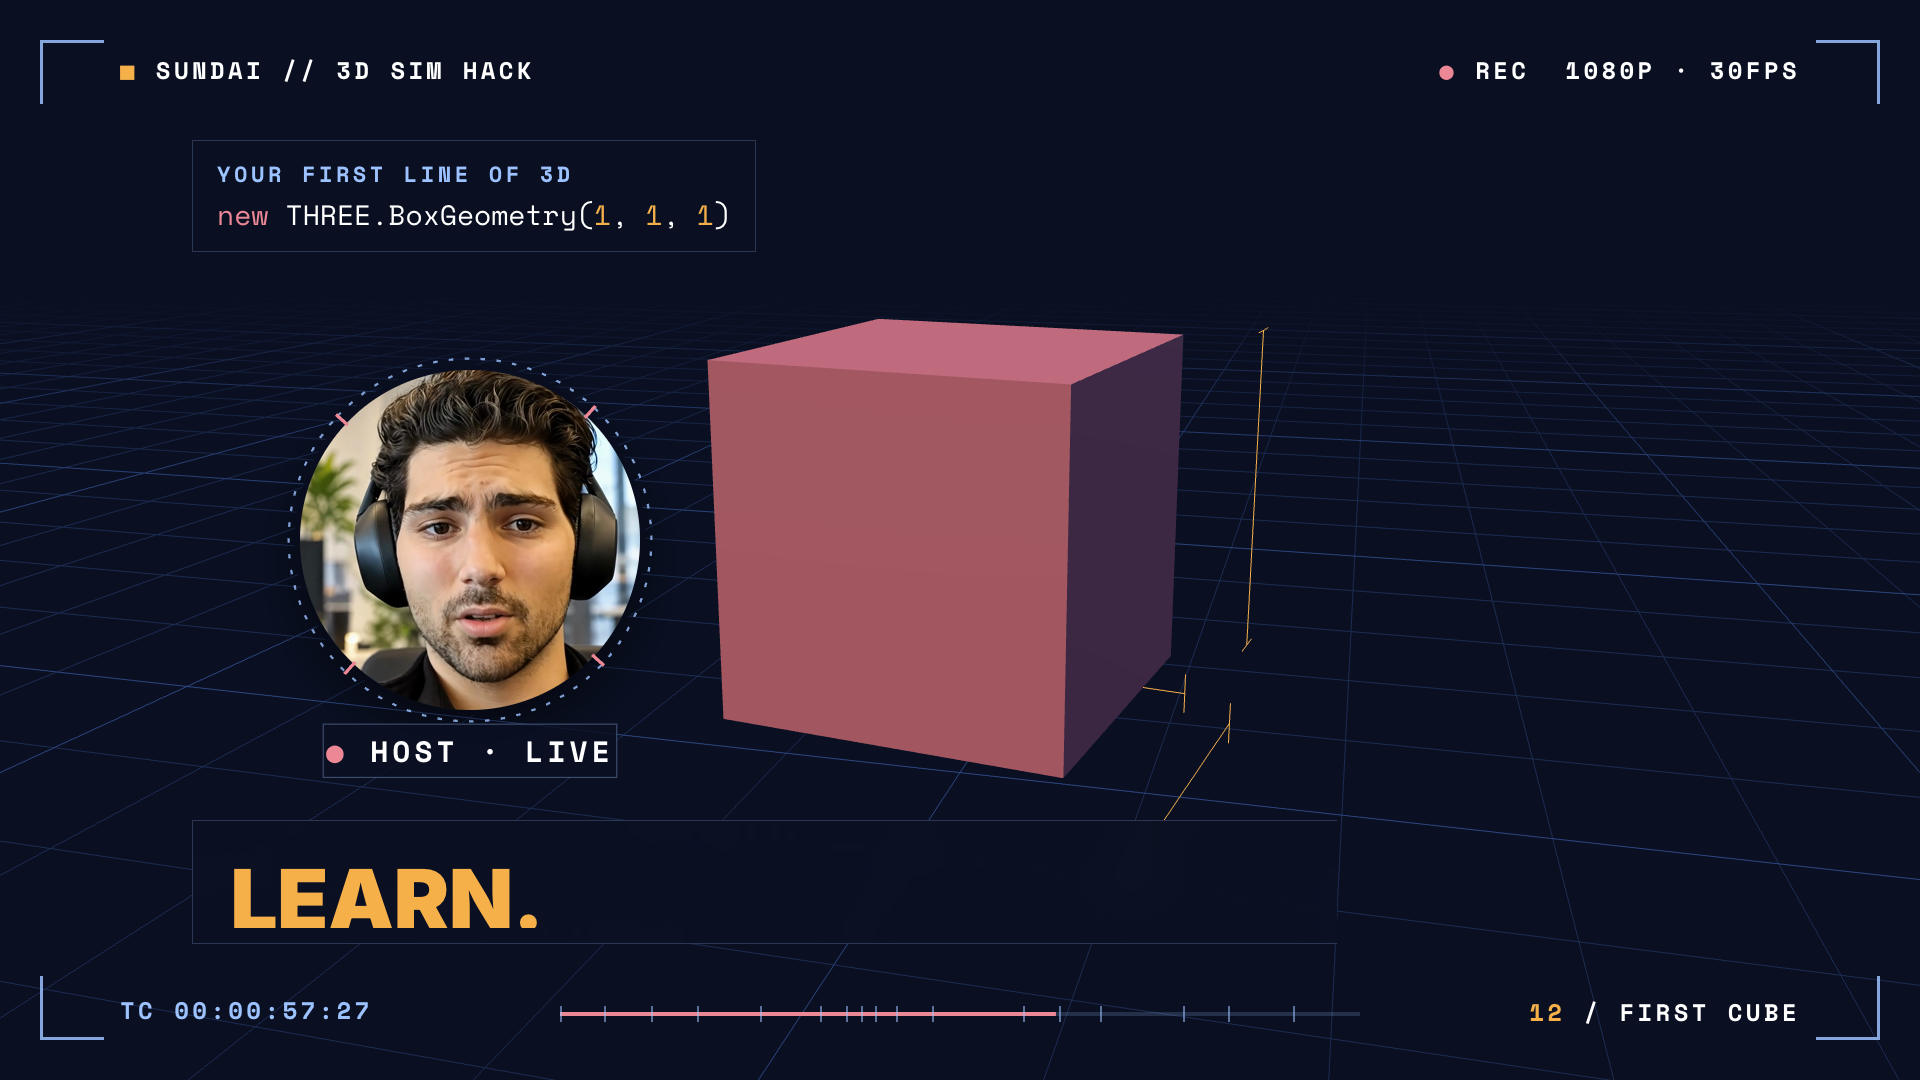 SUNDAI // 3D SIM HACK
REC 1080P · 30FPS
YOUR FIRST LINE OF 3D
new THREE.BoxGeometry(1, 1, 1)
HOST · LIVE
LEARN.
TC 00:00:57:27
12 / FIRST CUBE